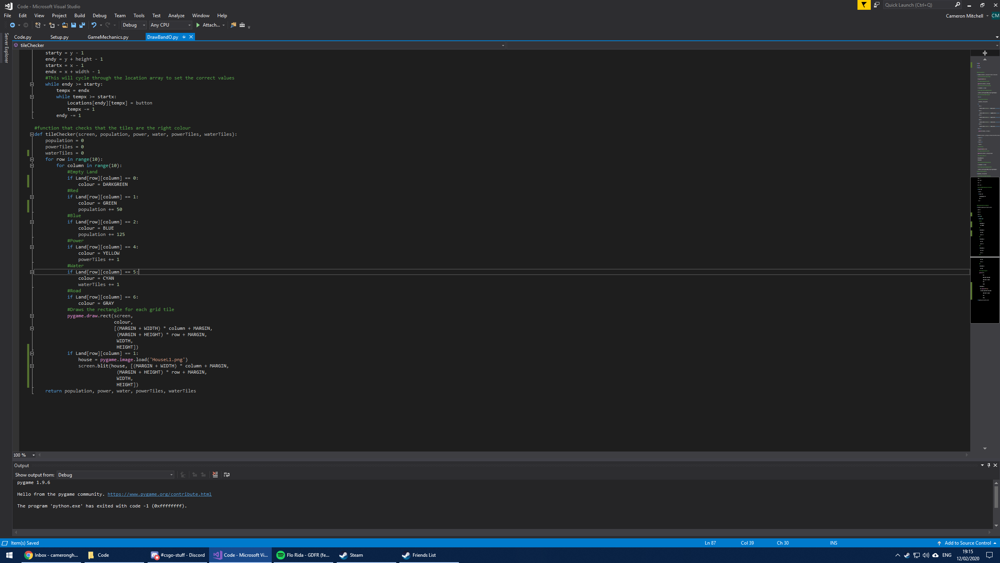 Code - Microsoft Visual Studio
Quick Launch (Ctrl+Q)
File Edit View Project Build Debug Team Tools Test Analyze Window Help
Cameron Mitchell CM
Debug Any CPU Attach...
Server Explorer
Code.py Setup.py GameMechanics.py DrawBandO.py
tileChecker
starty = y - 1
endy = y + height - 1
startx = x - 1
endx = x + width - 1
#This will cycle through the location array to set the correct values
while endy >= starty:
tempx = endx
while tempx >= startx:
Locations[endy][tempx] = button
tempx -= 1
endy -= 1
#function that checks that the tiles are the right colour
def tileChecker(screen, population, power, water, powerTiles, waterTiles):
population = 0
powerTiles = 0
waterTiles = 0
for row in range(10):
for column in range(10):
#Empty Land
if Land[row][column] == 0:
colour = DARKGREEN
#Red
if Land[row][column] == 1:
colour = GREEN
population += 50
#Blue
if Land[row][column] == 2:
colour = BLUE
population += 125
#Power
if Land[row][column] == 4:
colour = YELLOW
powerTiles += 1
#Water
if Land[row][column] == 5:
colour = CYAN
waterTiles += 1
#Road
if Land[row][column] == 6:
colour = GRAY
#Draws the rectangle for each grid tile
pygame.draw.rect(screen,
colour,
[(MARGIN + WIDTH) * column + MARGIN,
(MARGIN + HEIGHT) * row + MARGIN,
WIDTH,
HEIGHT])
if Land[row][column] == 1:
house = pygame.image.load('HouseL1.png')
screen.blit(house, [(MARGIN + WIDTH) * column + MARGIN,
(MARGIN + HEIGHT) * row + MARGIN,
WIDTH,
HEIGHT])
return population, power, water, powerTiles, waterTiles
100 %
Output
Show output from: Debug
pygame 1.9.6
Hello from the pygame community. https://www.pygame.org/contribute.html
The program 'python.exe' has exited with code -1 (0xffffffff).
Item(s) Saved Ln 87 Col 39 Ch 30 INS Add to Source Control
Inbox - camerongh... Code #csgo-stuff - Discord Code - Microsoft Vi... Flo Rida - GDFR (fe... Steam Friends List ENG 19:15
12/02/2020